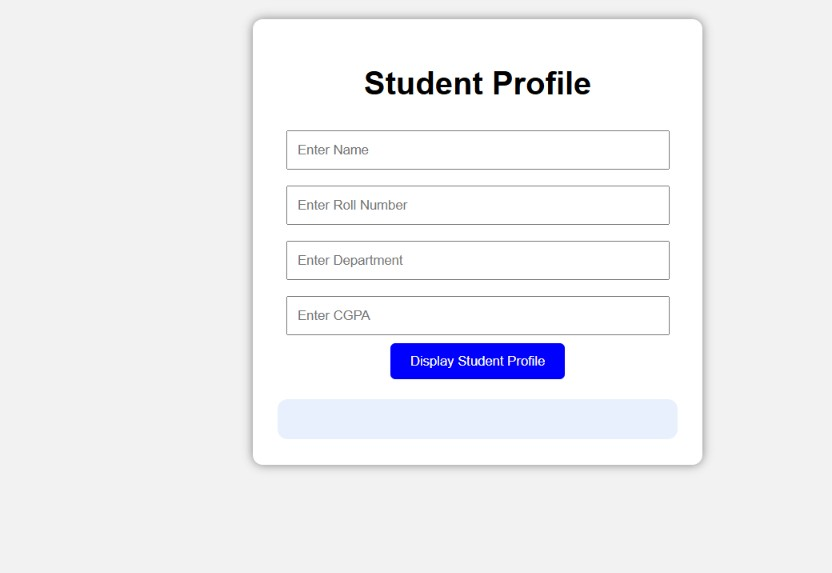 Student Profile
Enter Name
Enter Roll Number
Enter Department
Enter CGPA
Display Student Profile